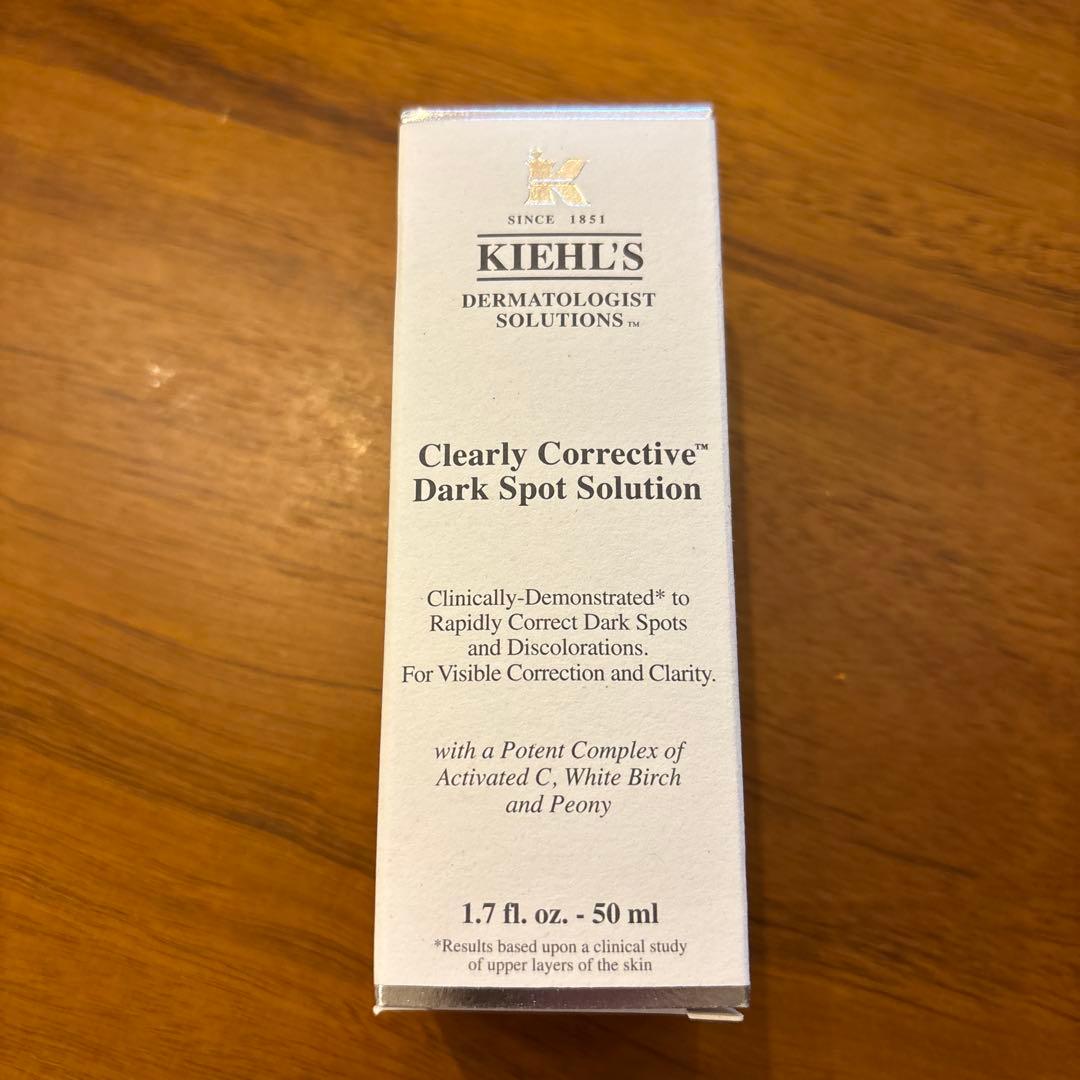 K
SINCE 1851
KIEHL'S
DERMATOLOGIST
SOLUTIONS™
Clearly Corrective™
Dark Spot Solution
Clinically-Demonstrated* to
Rapidly Correct Dark Spots
and Discolorations.
For Visible Correction and Clarity.
with a Potent Complex of
Activated C, White Birch
and Peony
1.7 fl. oz. - 50 ml
*Results based upon a clinical study
of upper layers of the skin